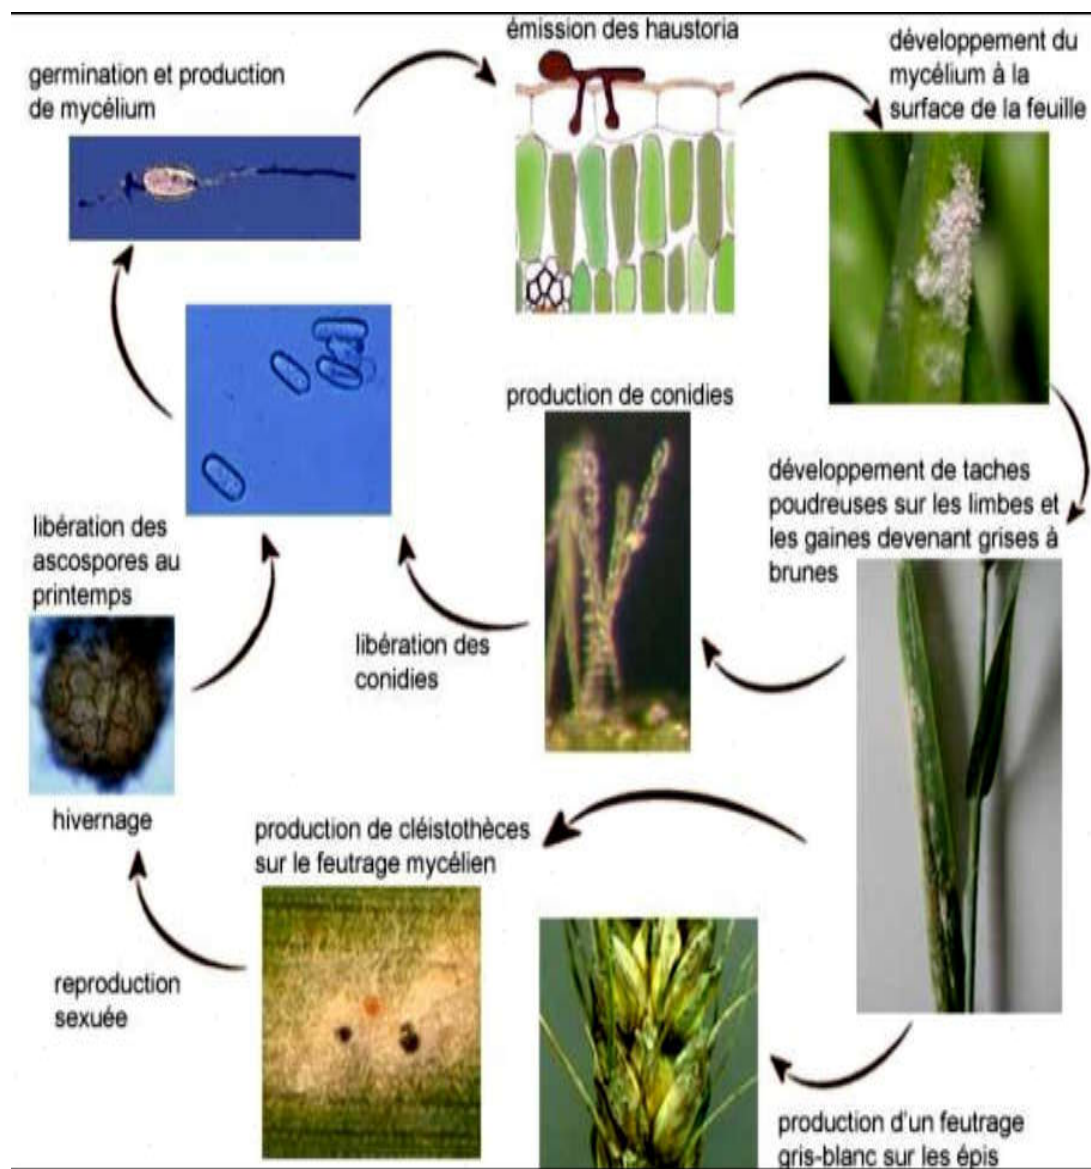 émission des haustoria
germination et production
de mycélium
développement du
mycélium à la
surface de la feuille
production de conidies
développement de taches
poudreuses sur les limbes et
les gaines devenant grises à
brunes
libération des
ascospores au
printemps
libération des
conidies
hivernage
production de cléistothèces
sur le feutrage mycélien
reproduction
sexuée
production d'un feutrage
gris-blanc sur les épis